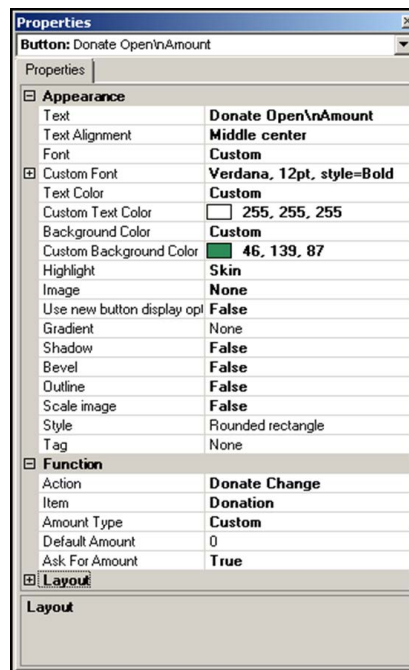 Properties
Button: Donate Open\nAmount
Properties
Appearance
Text Donate Open\nAmount
Text Alignment Middle center
Font Custom
Custom Font Verdana, 12pt, style=Bold
Text Color Custom
Custom Text Color 255, 255, 255
Background Color Custom
Custom Background Color 46, 139, 87
Highlight Skin
Image None
Use new button display opt False
Gradient None
Shadow False
Bevel False
Outline False
Scale image False
Style Rounded rectangle
Tag None
Function
Action Donate Change
Item Donation
Amount Type Custom
Default Amount 0
Ask For Amount True
Layout
Layout